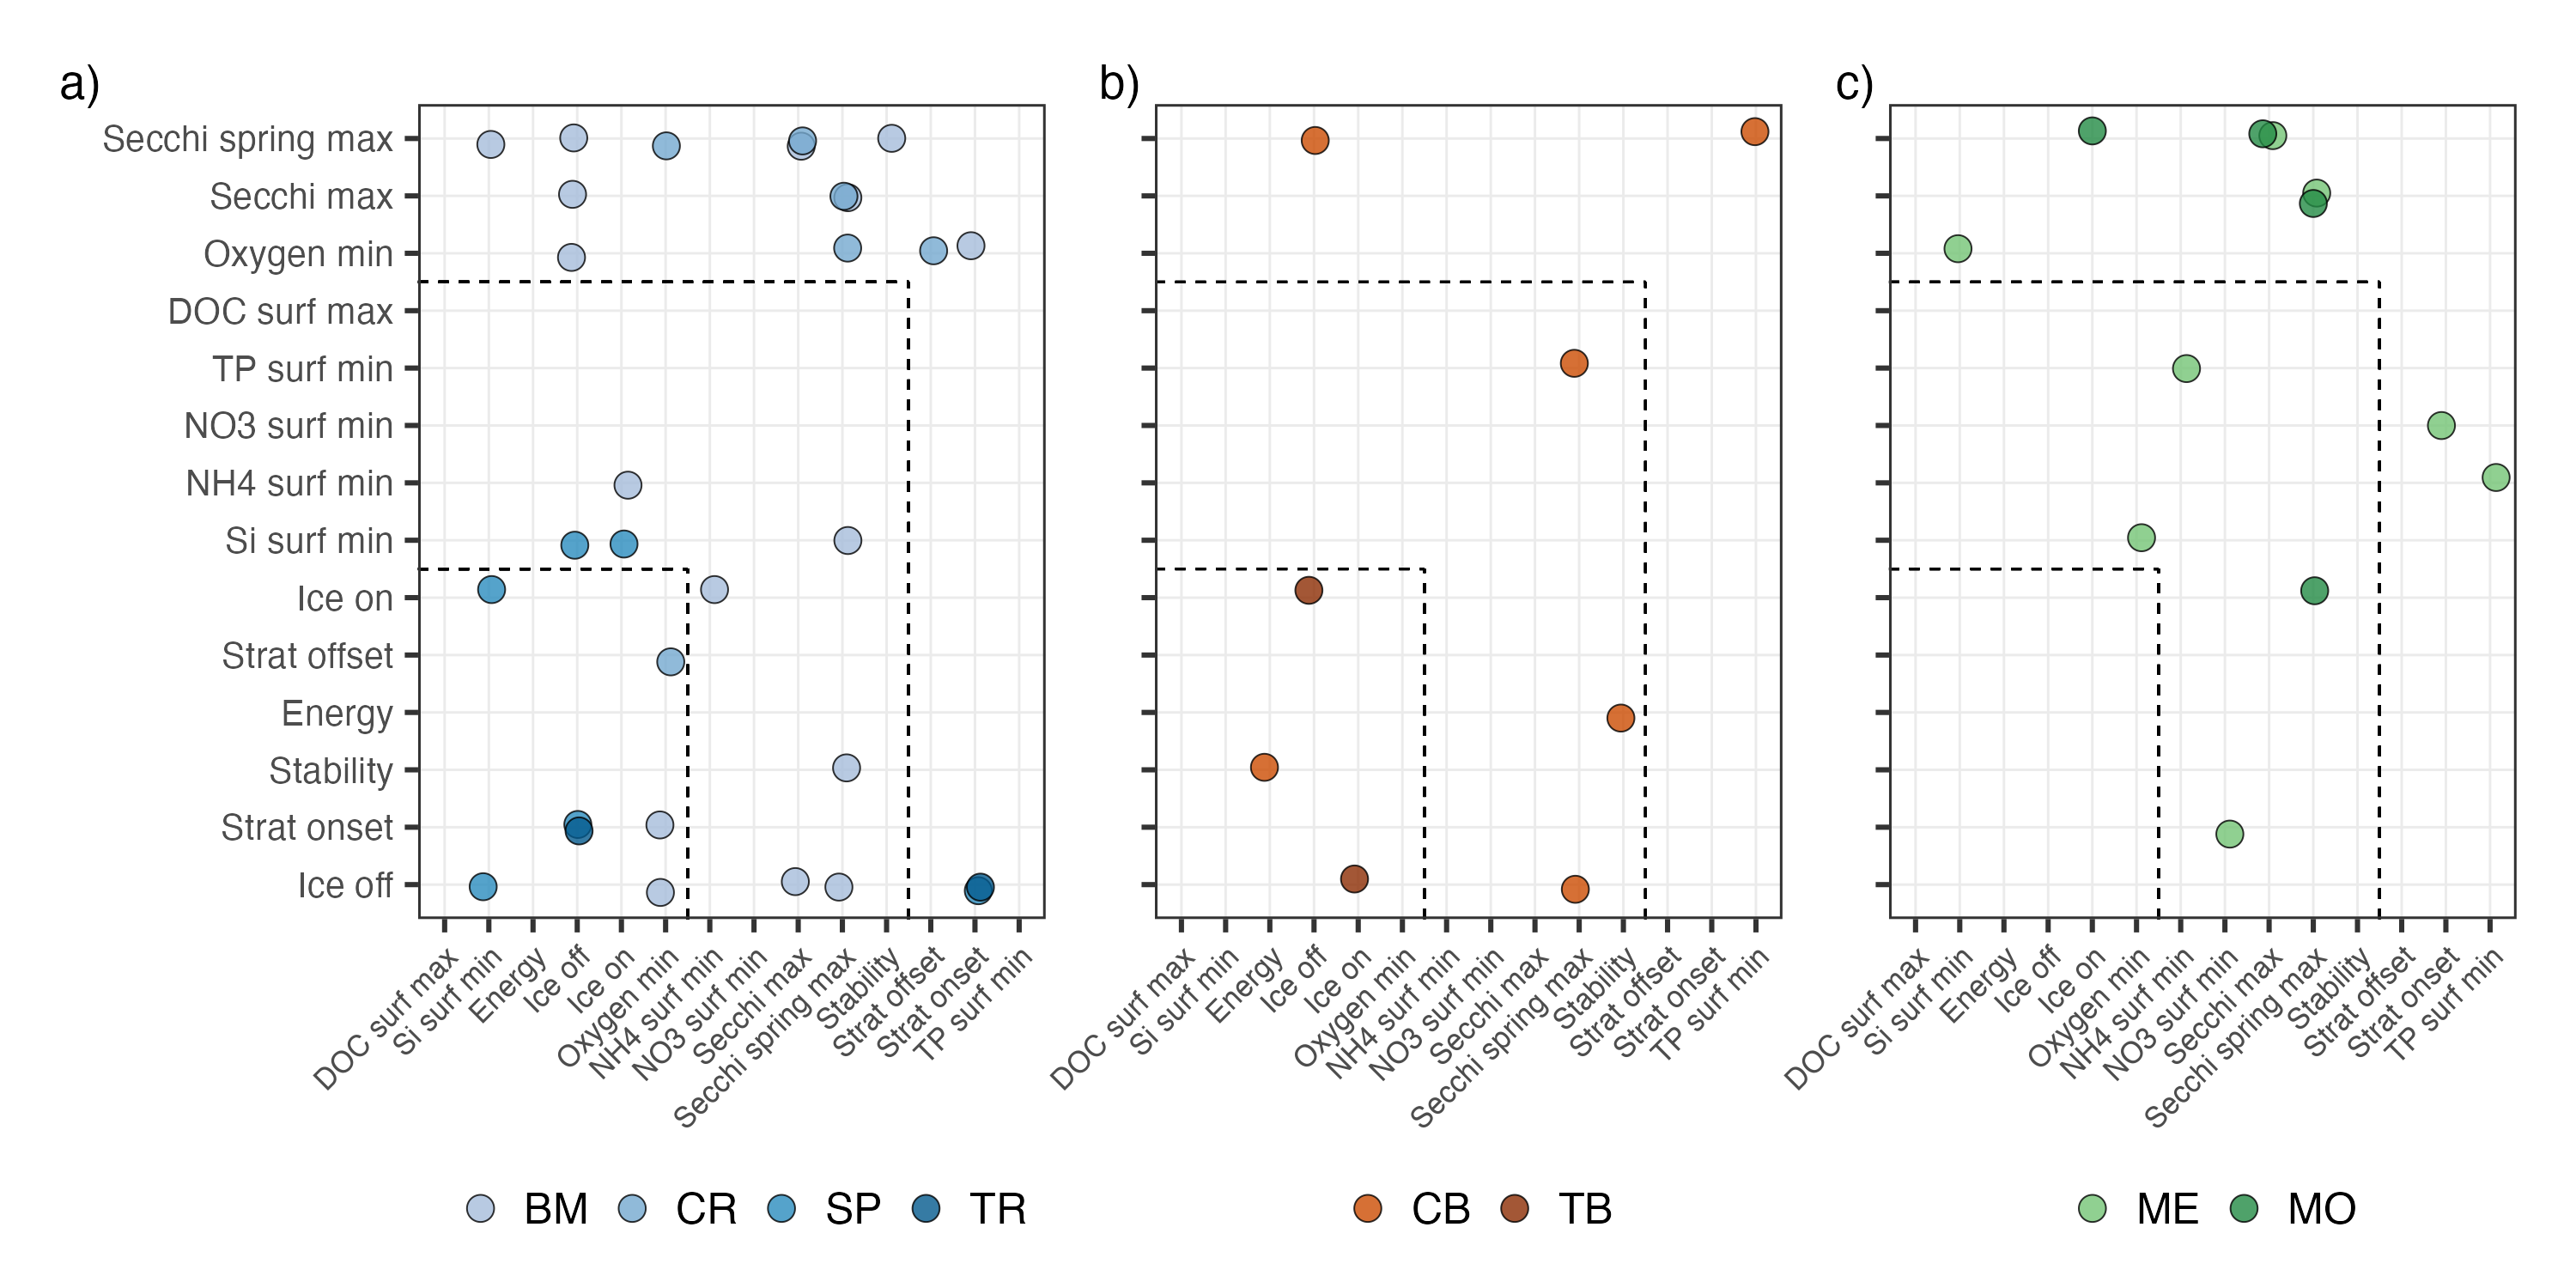 a)
b)
c)
Secchi spring max
Secchi max
Oxygen min
DOC surf max
TP surf min
NO3 surf min
NH4 surf min
Si surf min
Ice on
Strat offset
Energy
Stability
Strat onset
Ice off
DOC surf max
Si surf min
Energy
Ice off
Ice on
Oxygen min
NH4 surf min
NO3 surf min
Secchi max
Secchi spring max
Stability
Strat offset
Strat onset
TP surf min
DOC surf max
Si surf min
Energy
Ice off
Ice on
Oxygen min
NH4 surf min
NO3 surf min
Secchi max
Secchi spring max
Stability
Strat offset
Strat onset
TP surf min
DOC surf max
Si surf min
Energy
Ice off
Ice on
Oxygen min
NH4 surf min
NO3 surf min
Secchi max
Secchi spring max
Stability
Strat offset
Strat onset
TP surf min
BM CR SP TR
CB TB
ME MO